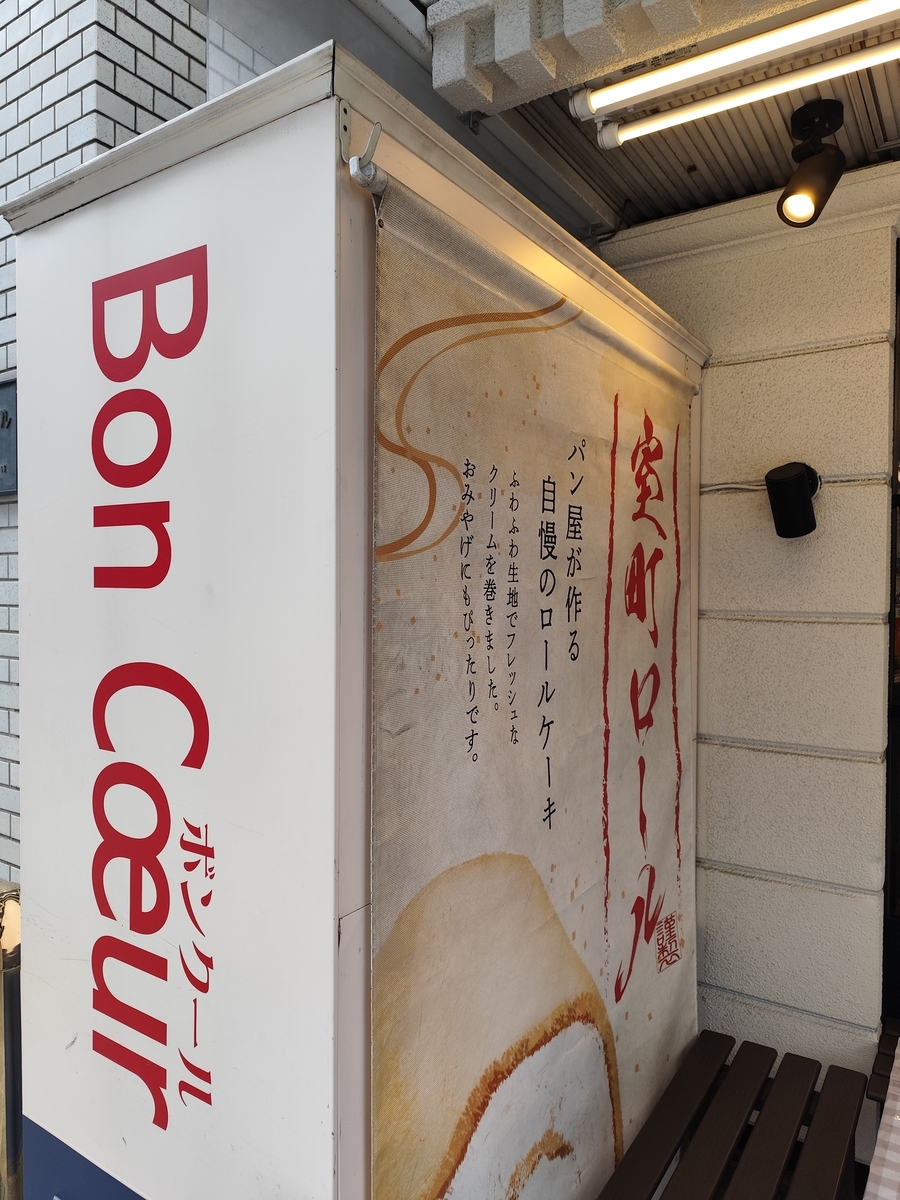 Bon Cœur
ボンクール
室町ロール
謹製
パン屋が作る
自慢のロールケーキ
ふわふわ生地でフレッシュな
クリームを巻きました。
おみやげにもぴったりです。